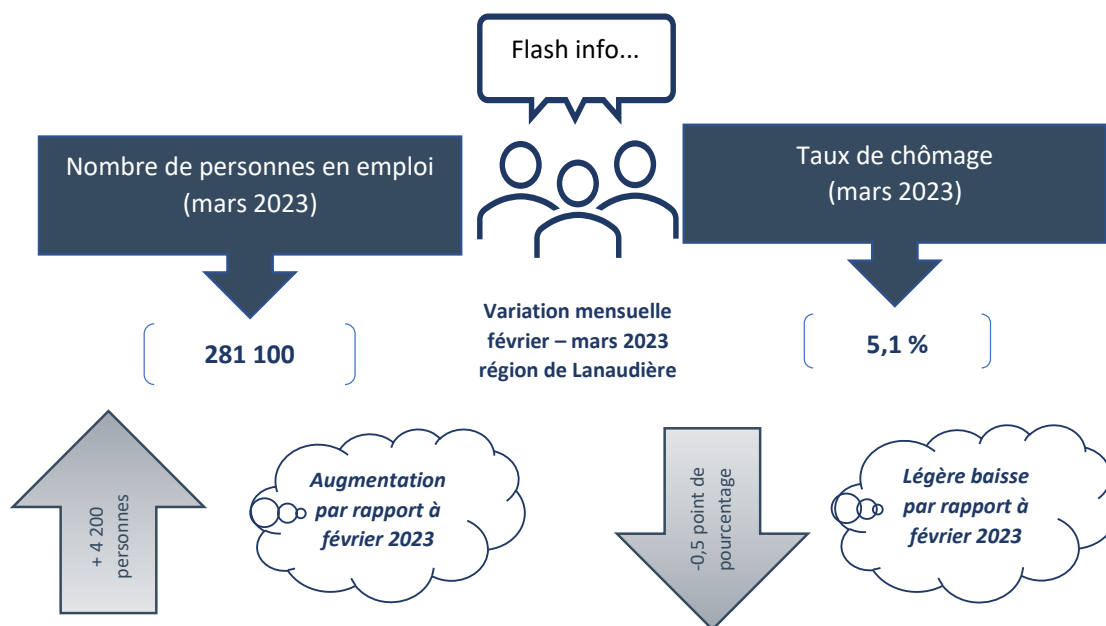 Flash info...
Nombre de personnes en emploi
(mars 2023)
Taux de chômage
(mars 2023)
281 100
Variation mensuelle
février – mars 2023
région de Lanaudière
5,1 %
+ 4 200
personnes
Augmentation
par rapport à
février 2023
-0,5 point de
pourcentage
Légère baisse
par rapport à
février 2023